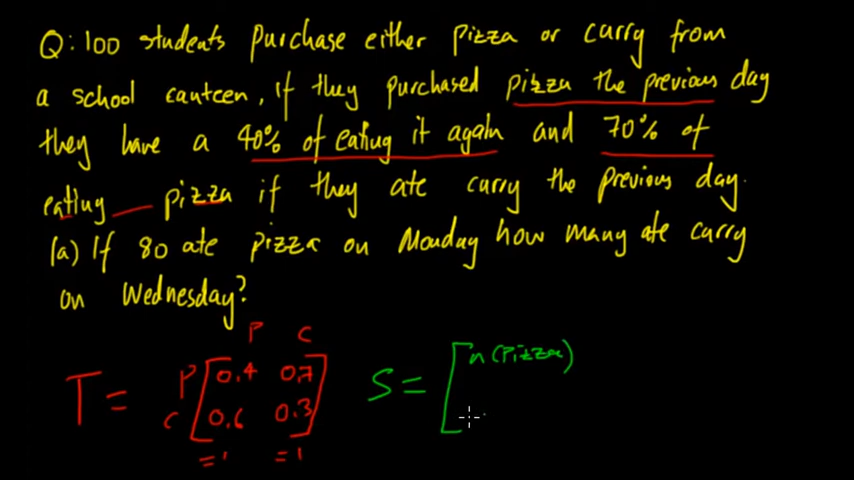 Q: 100 students purchase either pizza or curry from
a school canteen, if they purchased pizza the previous day
they have a 40% of eating it again and 70% of
eating pizza if they ate curry the previous day.
(a) If 80 ate pizza on Monday how many ate curry
on Wednesday?
P C
T = P [0.4 0.7 S = [n(Pizza)
C 0.6 0.3]
=1 =1